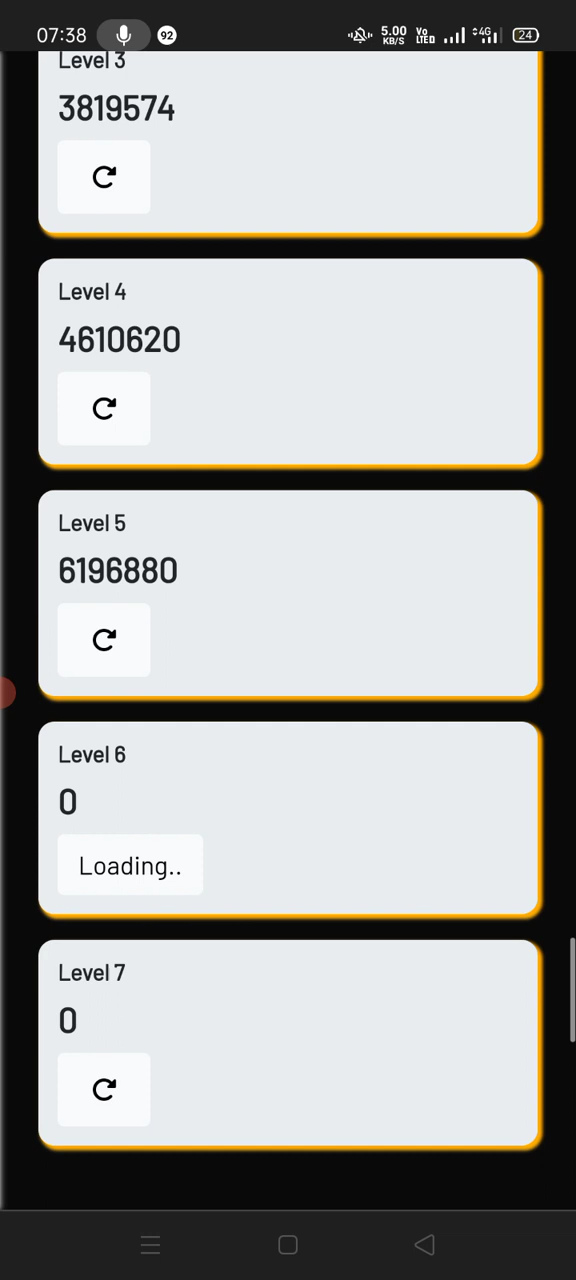 07:38 92 5.00 KB/S Vo LTED 4G 24
Level 3
3819574
Level 4
4610620
Level 5
6196880
Level 6
0
Loading..
Level 7
0